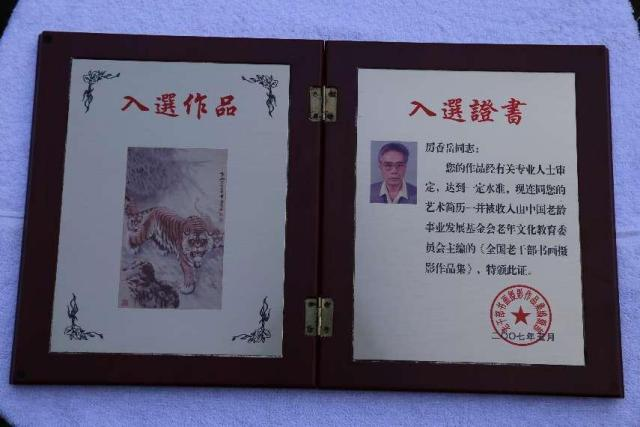 入選作品
入選證書
厉香岳同志：
您的作品经有关专业人士审
定，达到一定水准，现连同您的
艺术简历一并被收入由中国老龄
事业发展基金会老年文化教育委
员会主编的《全国老干部书画摄
影作品集》，特颁此证。
二〇〇七年五月